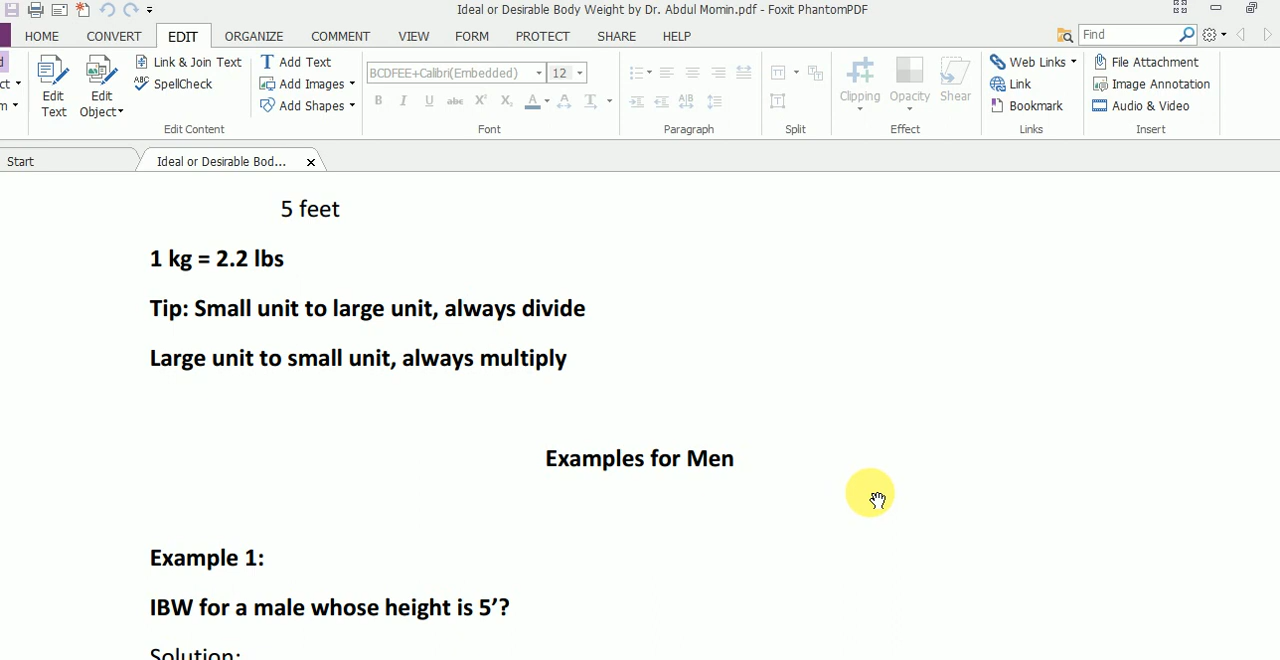 Ideal or Desirable Body Weight by Dr. Abdul Momin.pdf - Foxit PhantomPDF
HOME CONVERT EDIT ORGANIZE COMMENT VIEW FORM PROTECT SHARE HELP Find
Link & Join Text Add Text BCDFEE+Calibri(Embedded) 12 Web Links File Attachment
Edit Text Edit Object SpellCheck Add Images Clipping Opacity Shear Link Image Annotation
Add Shapes B I U abc X² X₂ A Bookmark Audio & Video
Edit Content Font Paragraph Split Effect Links Insert
Start Ideal or Desirable Bod... ×
5 feet
1 kg = 2.2 lbs
Tip: Small unit to large unit, always divide
Large unit to small unit, always multiply
Examples for Men
Example 1:
IBW for a male whose height is 5’?
Solution: